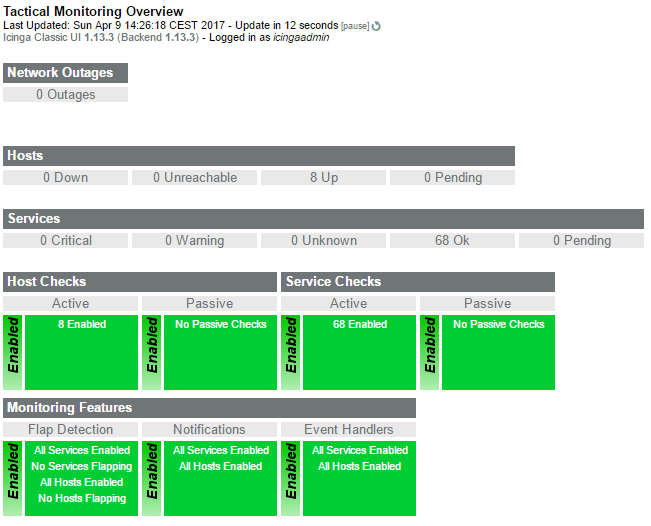 Tactical Monitoring Overview
Last Updated: Sun Apr 9 14:26:18 CEST 2017 - Update in 12 seconds [pause]
Icinga Classic UI 1.13.3 (Backend 1.13.3) - Logged in as icingaadmin
Network Outages
0 Outages
Hosts
0 Down 0 Unreachable 8 Up 0 Pending
Services
0 Critical 0 Warning 0 Unknown 68 Ok 0 Pending
Host Checks Service Checks
Active Passive Active Passive
Enabled 8 Enabled Enabled No Passive Checks Enabled 68 Enabled Enabled No Passive Checks
Monitoring Features
Flap Detection Notifications Event Handlers
Enabled All Services Enabled Enabled All Services Enabled Enabled All Services Enabled
No Services Flapping All Hosts Enabled All Hosts Enabled
All Hosts Enabled
No Hosts Flapping